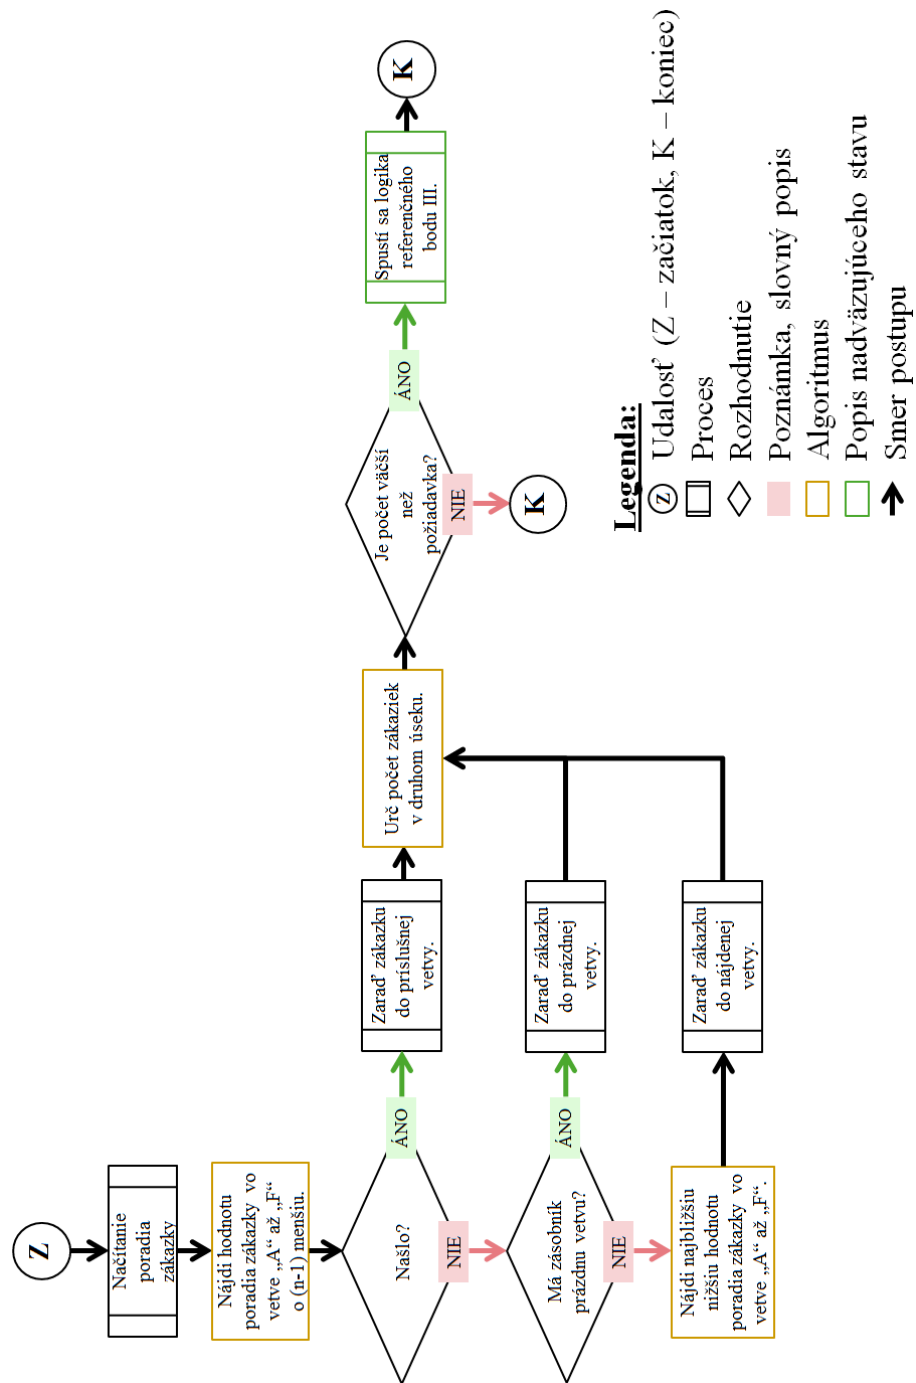 Z
Načítanie
poradia
zákazky
Nájdi hodnotu
poradia zákazky vo
vetve „A“ až „F“
o (n-1) menšiu.
Našlo?
ÁNO
NIE
Zaraď zákazku
do príslušnej
vetvy.
Má zásobník
prázdnu vetvu?
ÁNO
NIE
Zaraď zákazku
do prázdnej
vetvy.
Nájdi najbližšiu
nižšiu hodnotu
poradia zákazky vo
vetve „A“ až „F“.
Zaraď zákazku
do nájdenej
vetvy.
Urč počet zákaziek
v druhom úseku.
Je počet väčší
než
požiadavka?
ÁNO
NIE
K
Spustí sa logika
referenčného
bodu III.
K
Legenda:
Z Udalosť (Z – začiatok, K – koniec)
Proces
Rozhodnutie
Poznámka, slovný popis
Algoritmus
Popis nadväzujúceho stavu
Smer postupu